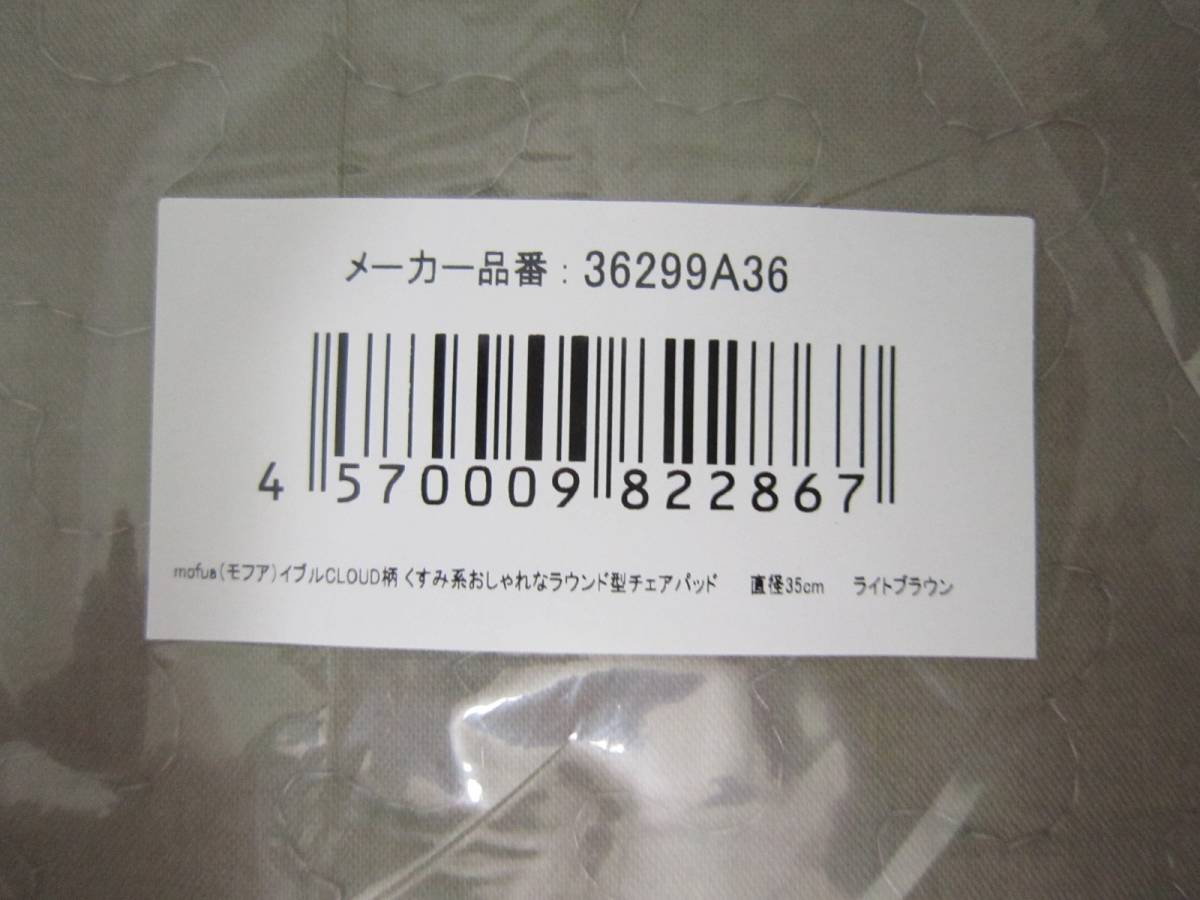 メーカー品番：36299A36
4 570009 822867
mofua（モフア）イブルCLOUD柄 くすみ系おしゃれなラウンド型チェアパッド　直径35cm　ライトブラウン